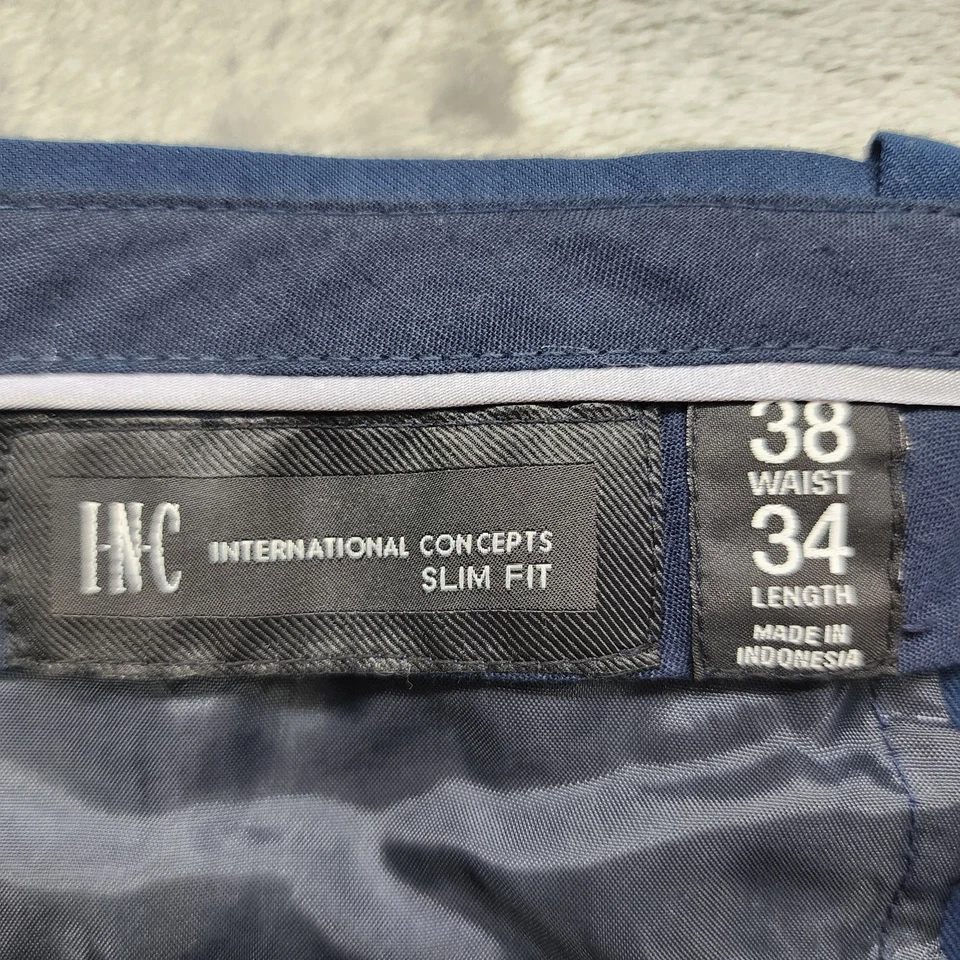 I·N·C INTERNATIONAL CONCEPTS
SLIM FIT
38
WAIST
34
LENGTH
MADE IN
INDONESIA